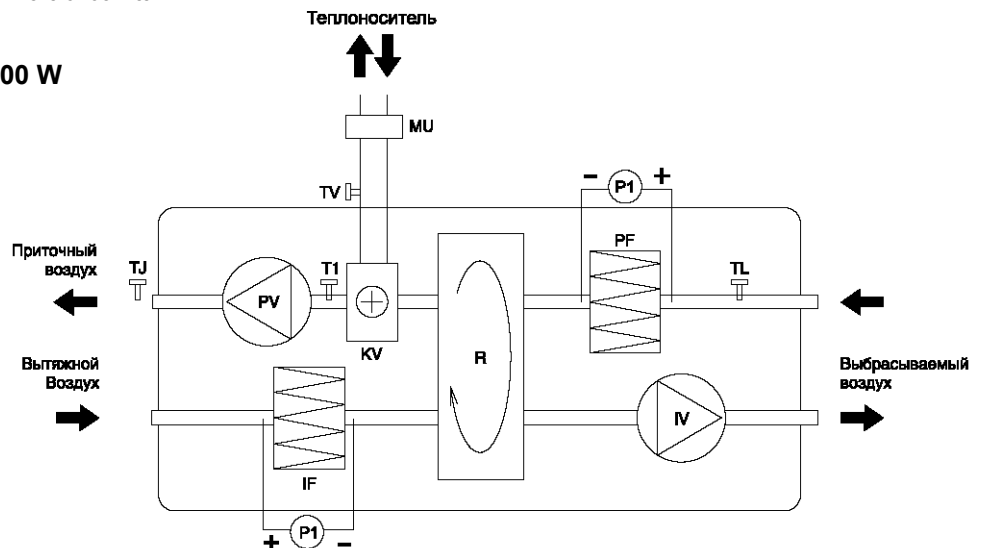 Теплоноситель
00 W
MU
TV
− P1 +
PF
Приточный
воздух
TJ
T1
TL
PV
KV
R
Вытяжной
Воздух
Выбрасываемый
воздух
IV
IF
+ P1 −